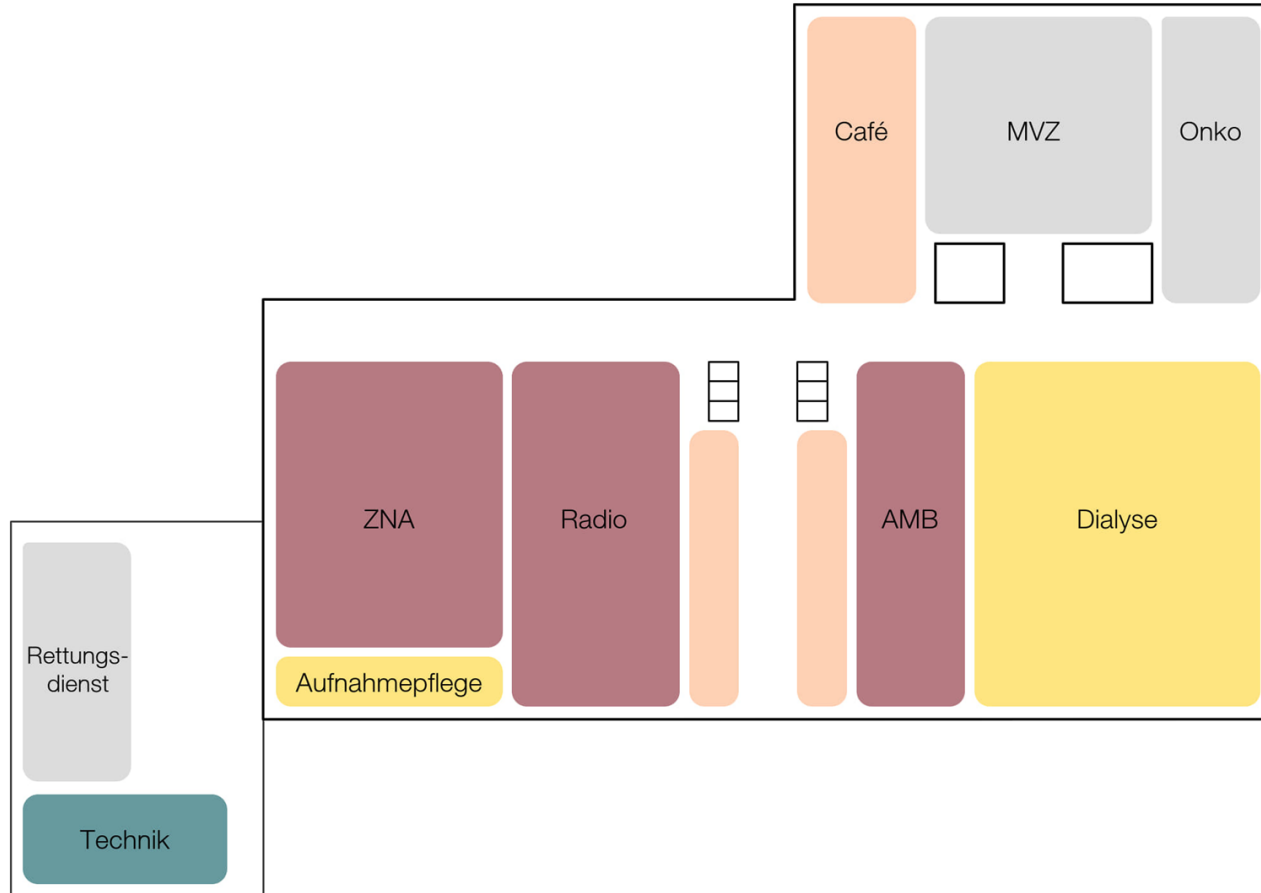 Café
MVZ
Onko
ZNA
Radio
AMB
Dialyse
Aufnahmepflege
Rettungs-
dienst
Technik